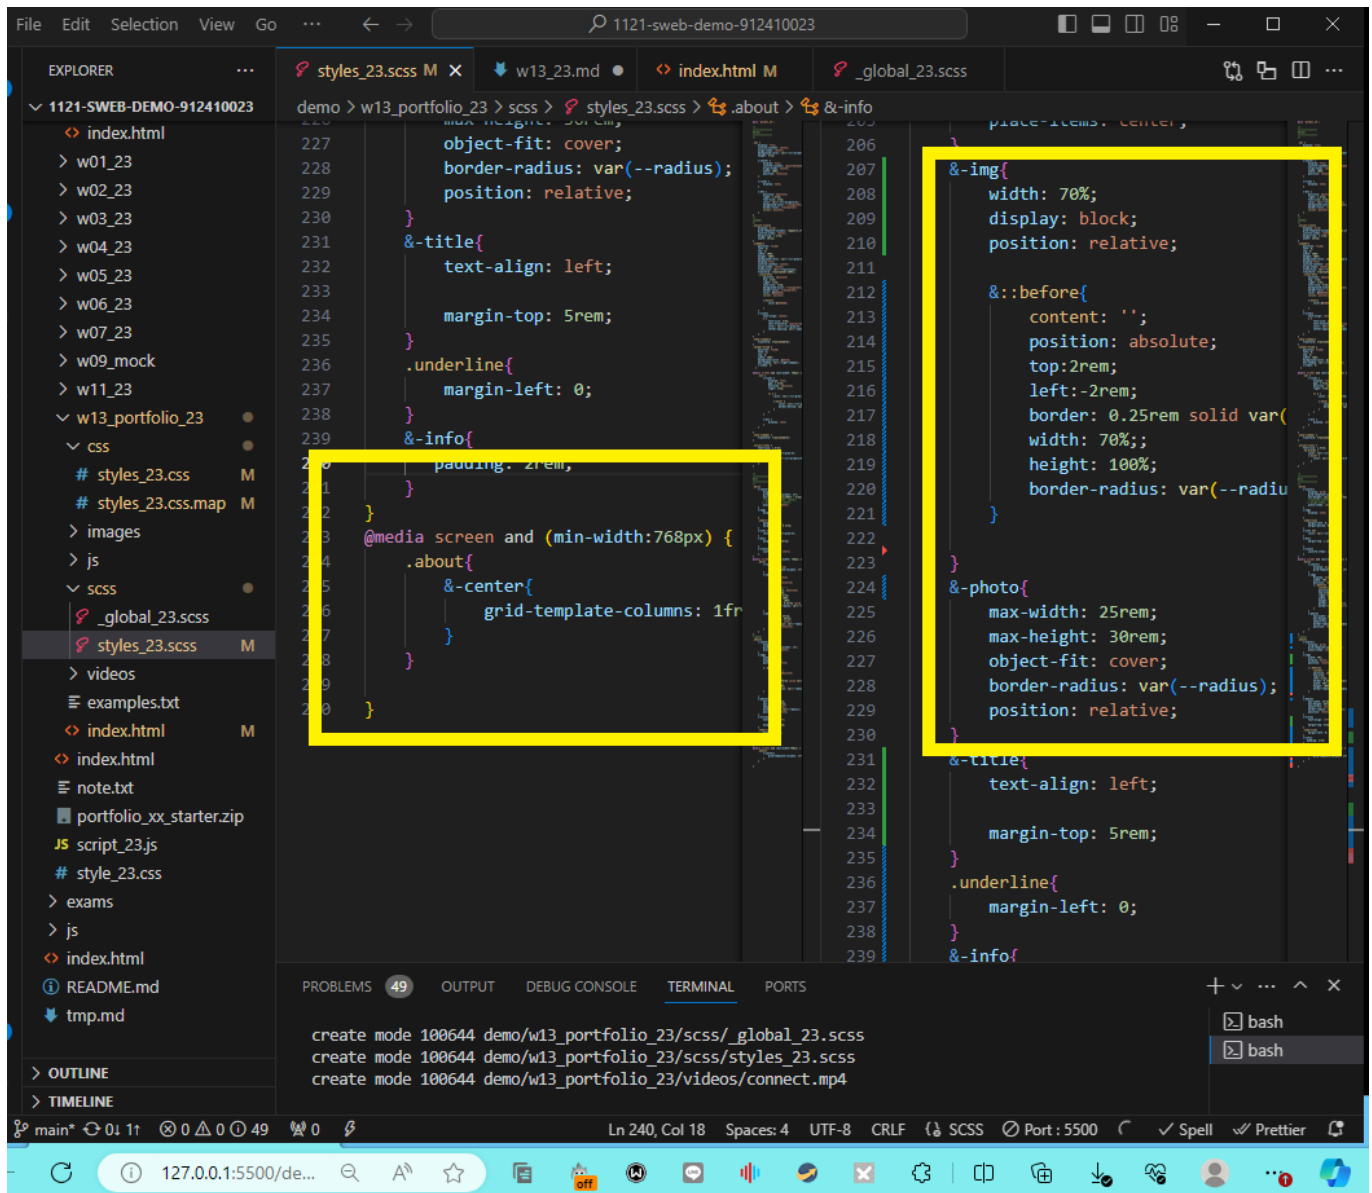 File Edit Selection View Go ··· 1121-sweb-demo-912410023
EXPLORER ···
styles_23.scss M
w13_23.md
index.html M
_global_23.scss
1121-SWEB-DEMO-912410023
index.html
w01_23
w02_23
w03_23
w04_23
w05_23
w06_23
w07_23
w09_mock
w11_23
w13_portfolio_23
css
# styles_23.css M
# styles_23.css.map M
images
js
scss
_global_23.scss
styles_23.scss M
videos
examples.txt
index.html M
index.html
note.txt
portfolio_xx_starter.zip
JS script_23.js
# style_23.css
exams
js
index.html
README.md
tmp.md
OUTLINE
TIMELINE
demo > w13_portfolio_23 > scss > styles_23.scss > .about > &-info
227 object-fit: cover;
228 border-radius: var(--radius);
229 position: relative;
230 }
231 &-title{
232 text-align: left;
233
234 margin-top: 5rem;
235 }
236 .underline{
237 margin-left: 0;
238 }
239 &-info{
padding: 2rem;
}
}
@media screen and (min-width:768px) {
.about{
&-center{
grid-template-columns: 1fr
}
}
}
205 place-items: center;
206 }
207 &-img{
208 width: 70%;
209 display: block;
210 position: relative;
211
212 &::before{
213 content: '';
214 position: absolute;
215 top:2rem;
216 left:-2rem;
217 border: 0.25rem solid var(
218 width: 70%;;
219 height: 100%;
220 border-radius: var(--radiu
221 }
222
223 }
224 &-photo{
225 max-width: 25rem;
226 max-height: 30rem;
227 object-fit: cover;
228 border-radius: var(--radius);
229 position: relative;
230 }
231 &-title{
232 text-align: left;
233
234 margin-top: 5rem;
235 }
236 .underline{
237 margin-left: 0;
238 }
239 &-info{
PROBLEMS 49 OUTPUT DEBUG CONSOLE TERMINAL PORTS
create mode 100644 demo/w13_portfolio_23/scss/_global_23.scss
create mode 100644 demo/w13_portfolio_23/scss/styles_23.scss
create mode 100644 demo/w13_portfolio_23/videos/connect.mp4
bash
bash
main* 0↓ 1↑ 0 0 49 0 Ln 240, Col 18 Spaces: 4 UTF-8 CRLF SCSS Port : 5500 Spell Prettier
127.0.0.1:5500/de... off